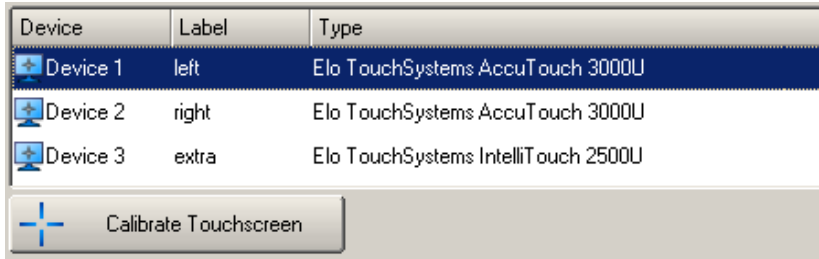 Device Label Type
Device 1 left Elo TouchSystems AccuTouch 3000U
Device 2 right Elo TouchSystems AccuTouch 3000U
Device 3 extra Elo TouchSystems IntelliTouch 2500U
Calibrate Touchscreen